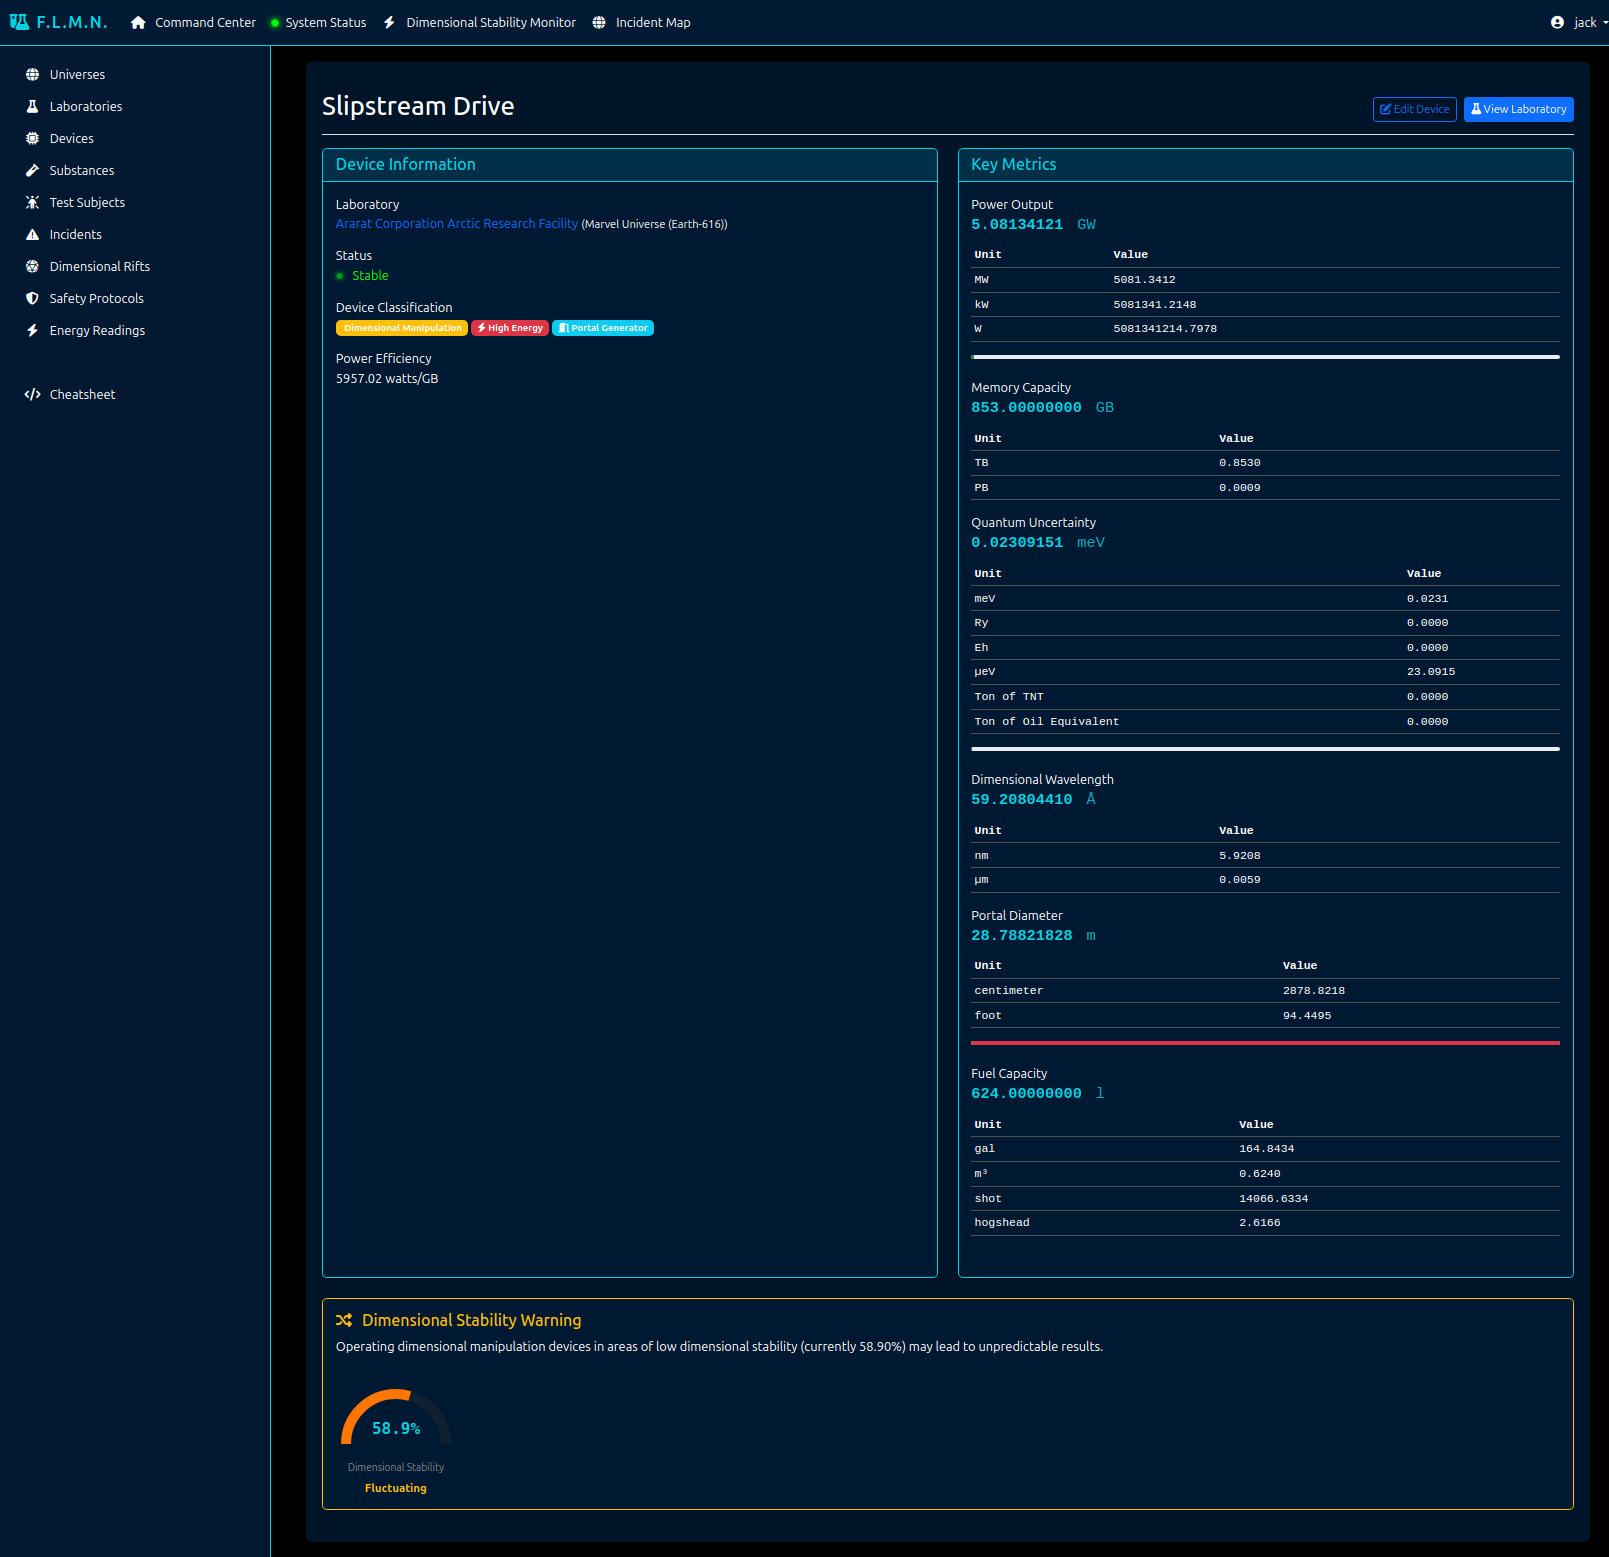 F.L.M.N.
Command Center
System Status
Dimensional Stability Monitor
Incident Map
jack
Universes
Laboratories
Devices
Substances
Test Subjects
Incidents
Dimensional Rifts
Safety Protocols
Energy Readings
Cheatsheet
Slipstream Drive
Edit Device
View Laboratory
Device Information
Laboratory
Ararat Corporation Arctic Research Facility (Marvel Universe (Earth-616))
Status
Stable
Device Classification
Dimensional Manipulation High Energy Portal Generator
Power Efficiency
5957.02 watts/GB
Key Metrics
Power Output
5.08134121 GW
Unit Value
MW 5081.3412
kW 5081341.2148
W 5081341214.7978
Memory Capacity
853.00000000 GB
Unit Value
TB 0.8530
PB 0.0009
Quantum Uncertainty
0.02309151 meV
Unit Value
meV 0.0231
Ry 0.0000
Eh 0.0000
µeV 23.0915
Ton of TNT 0.0000
Ton of Oil Equivalent 0.0000
Dimensional Wavelength
59.20804410 Å
Unit Value
nm 5.9208
µm 0.0059
Portal Diameter
28.78821828 m
Unit Value
centimeter 2878.8218
foot 94.4495
Fuel Capacity
624.00000000 l
Unit Value
gal 164.8434
m³ 0.6240
shot 14066.6334
hogshead 2.6166
Dimensional Stability Warning
Operating dimensional manipulation devices in areas of low dimensional stability (currently 58.90%) may lead to unpredictable results.
58.9%
Dimensional Stability
Fluctuating